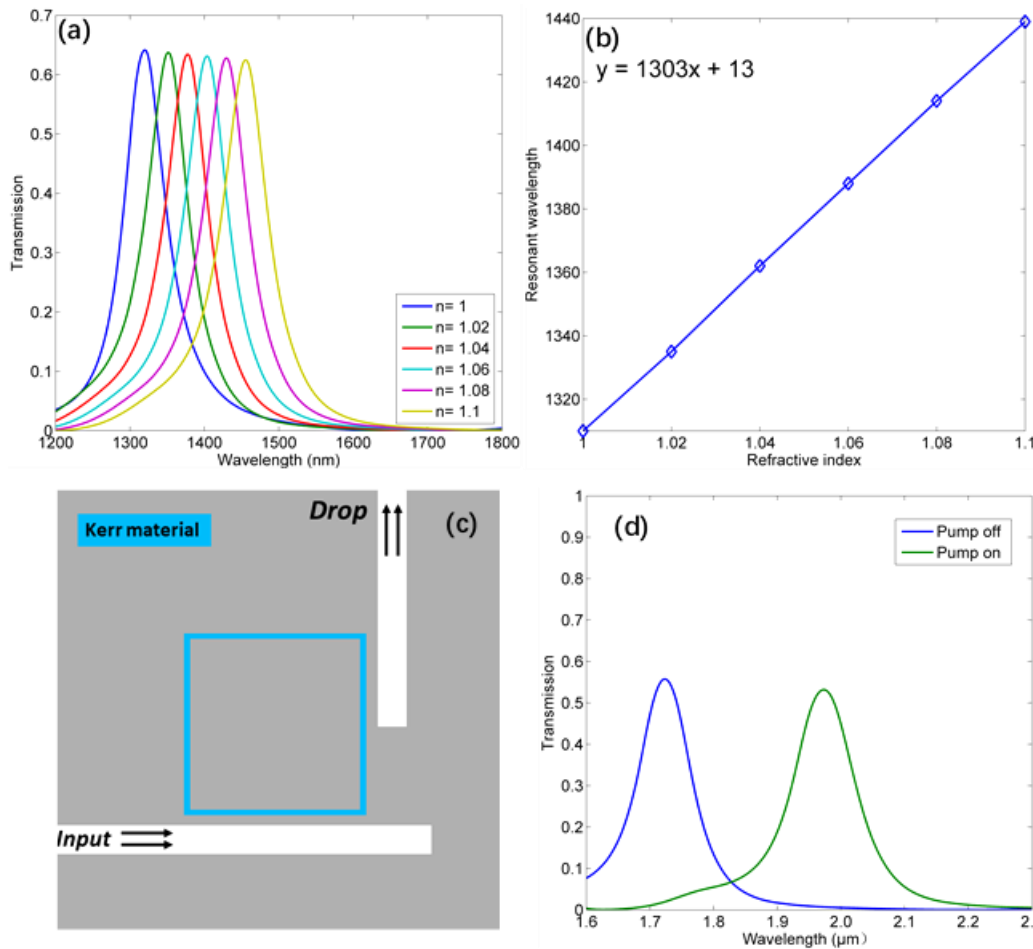 (a)
0.7
0.6
0.5
0.4
0.3
0.2
0.1
0
Transmission
1200
1300
1400
1500
1600
1700
1800
Wavelength (nm)
n= 1
n= 1.02
n= 1.04
n= 1.06
n= 1.08
n= 1.1
(b)
y = 1303x + 13
1440
1420
1400
1380
1360
1340
1320
Resonant wavelength
1
1.02
1.04
1.06
1.08
1.1
Refractive index
(c)
Kerr material
Drop
Input
(d)
1
0.9
0.8
0.7
0.6
0.5
0.4
0.3
0.2
0.1
0
Transmission
1.6
1.7
1.8
1.9
2.0
2.1
2.2
2.
Wavelength (μm)
Pump off
Pump on